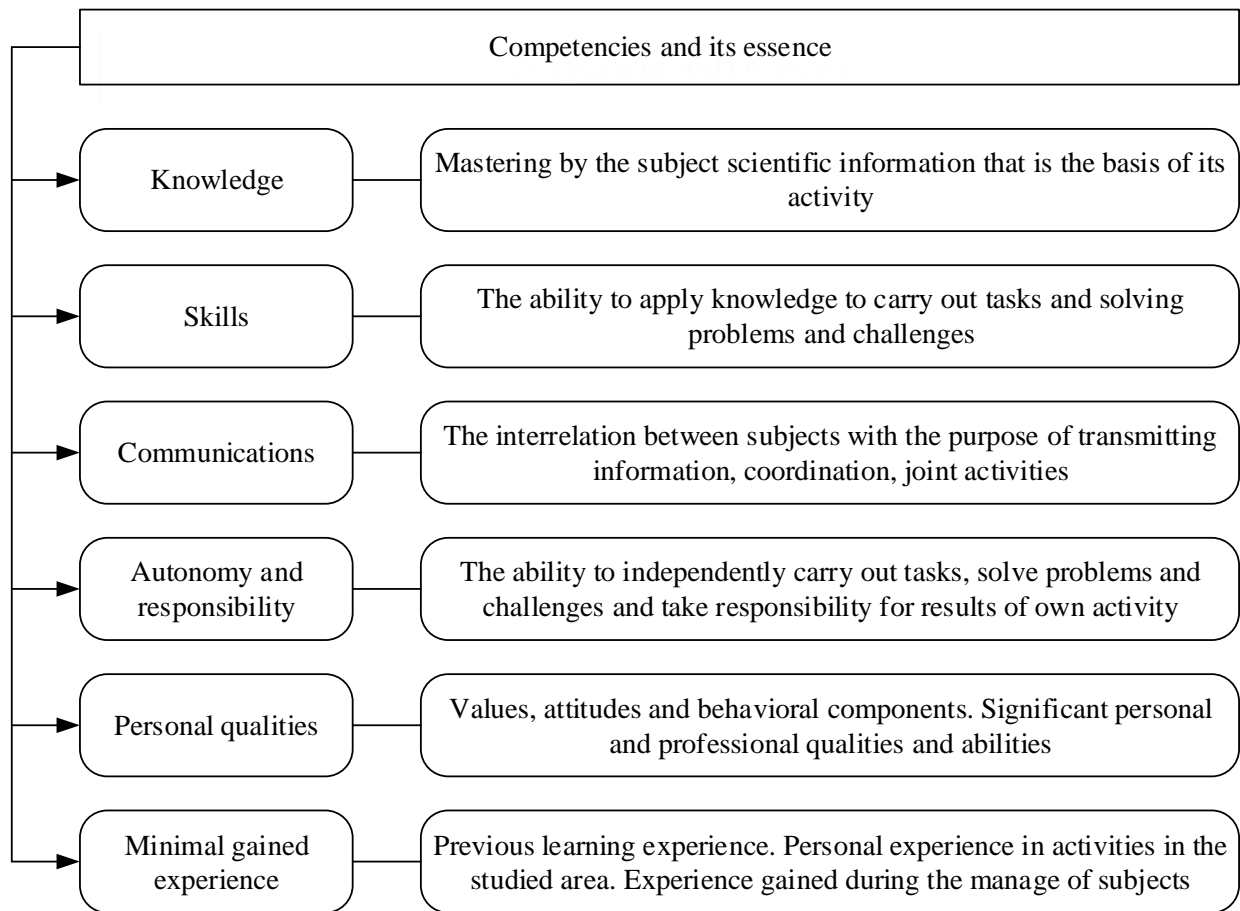 Competencies and its essence
Knowledge
Mastering by the subject scientific information that is the basis of its
activity
Skills
The ability to apply knowledge to carry out tasks and solving
problems and challenges
Communications
The interrelation between subjects with the purpose of transmitting
information, coordination, joint activities
Autonomy and
responsibility
The ability to independently carry out tasks, solve problems and
challenges and take responsibility for results of own activity
Personal qualities
Values, attitudes and behavioral components. Significant personal
and professional qualities and abilities
Minimal gained
experience
Previous learning experience. Personal experience in activities in the
studied area. Experience gained during the manage of subjects